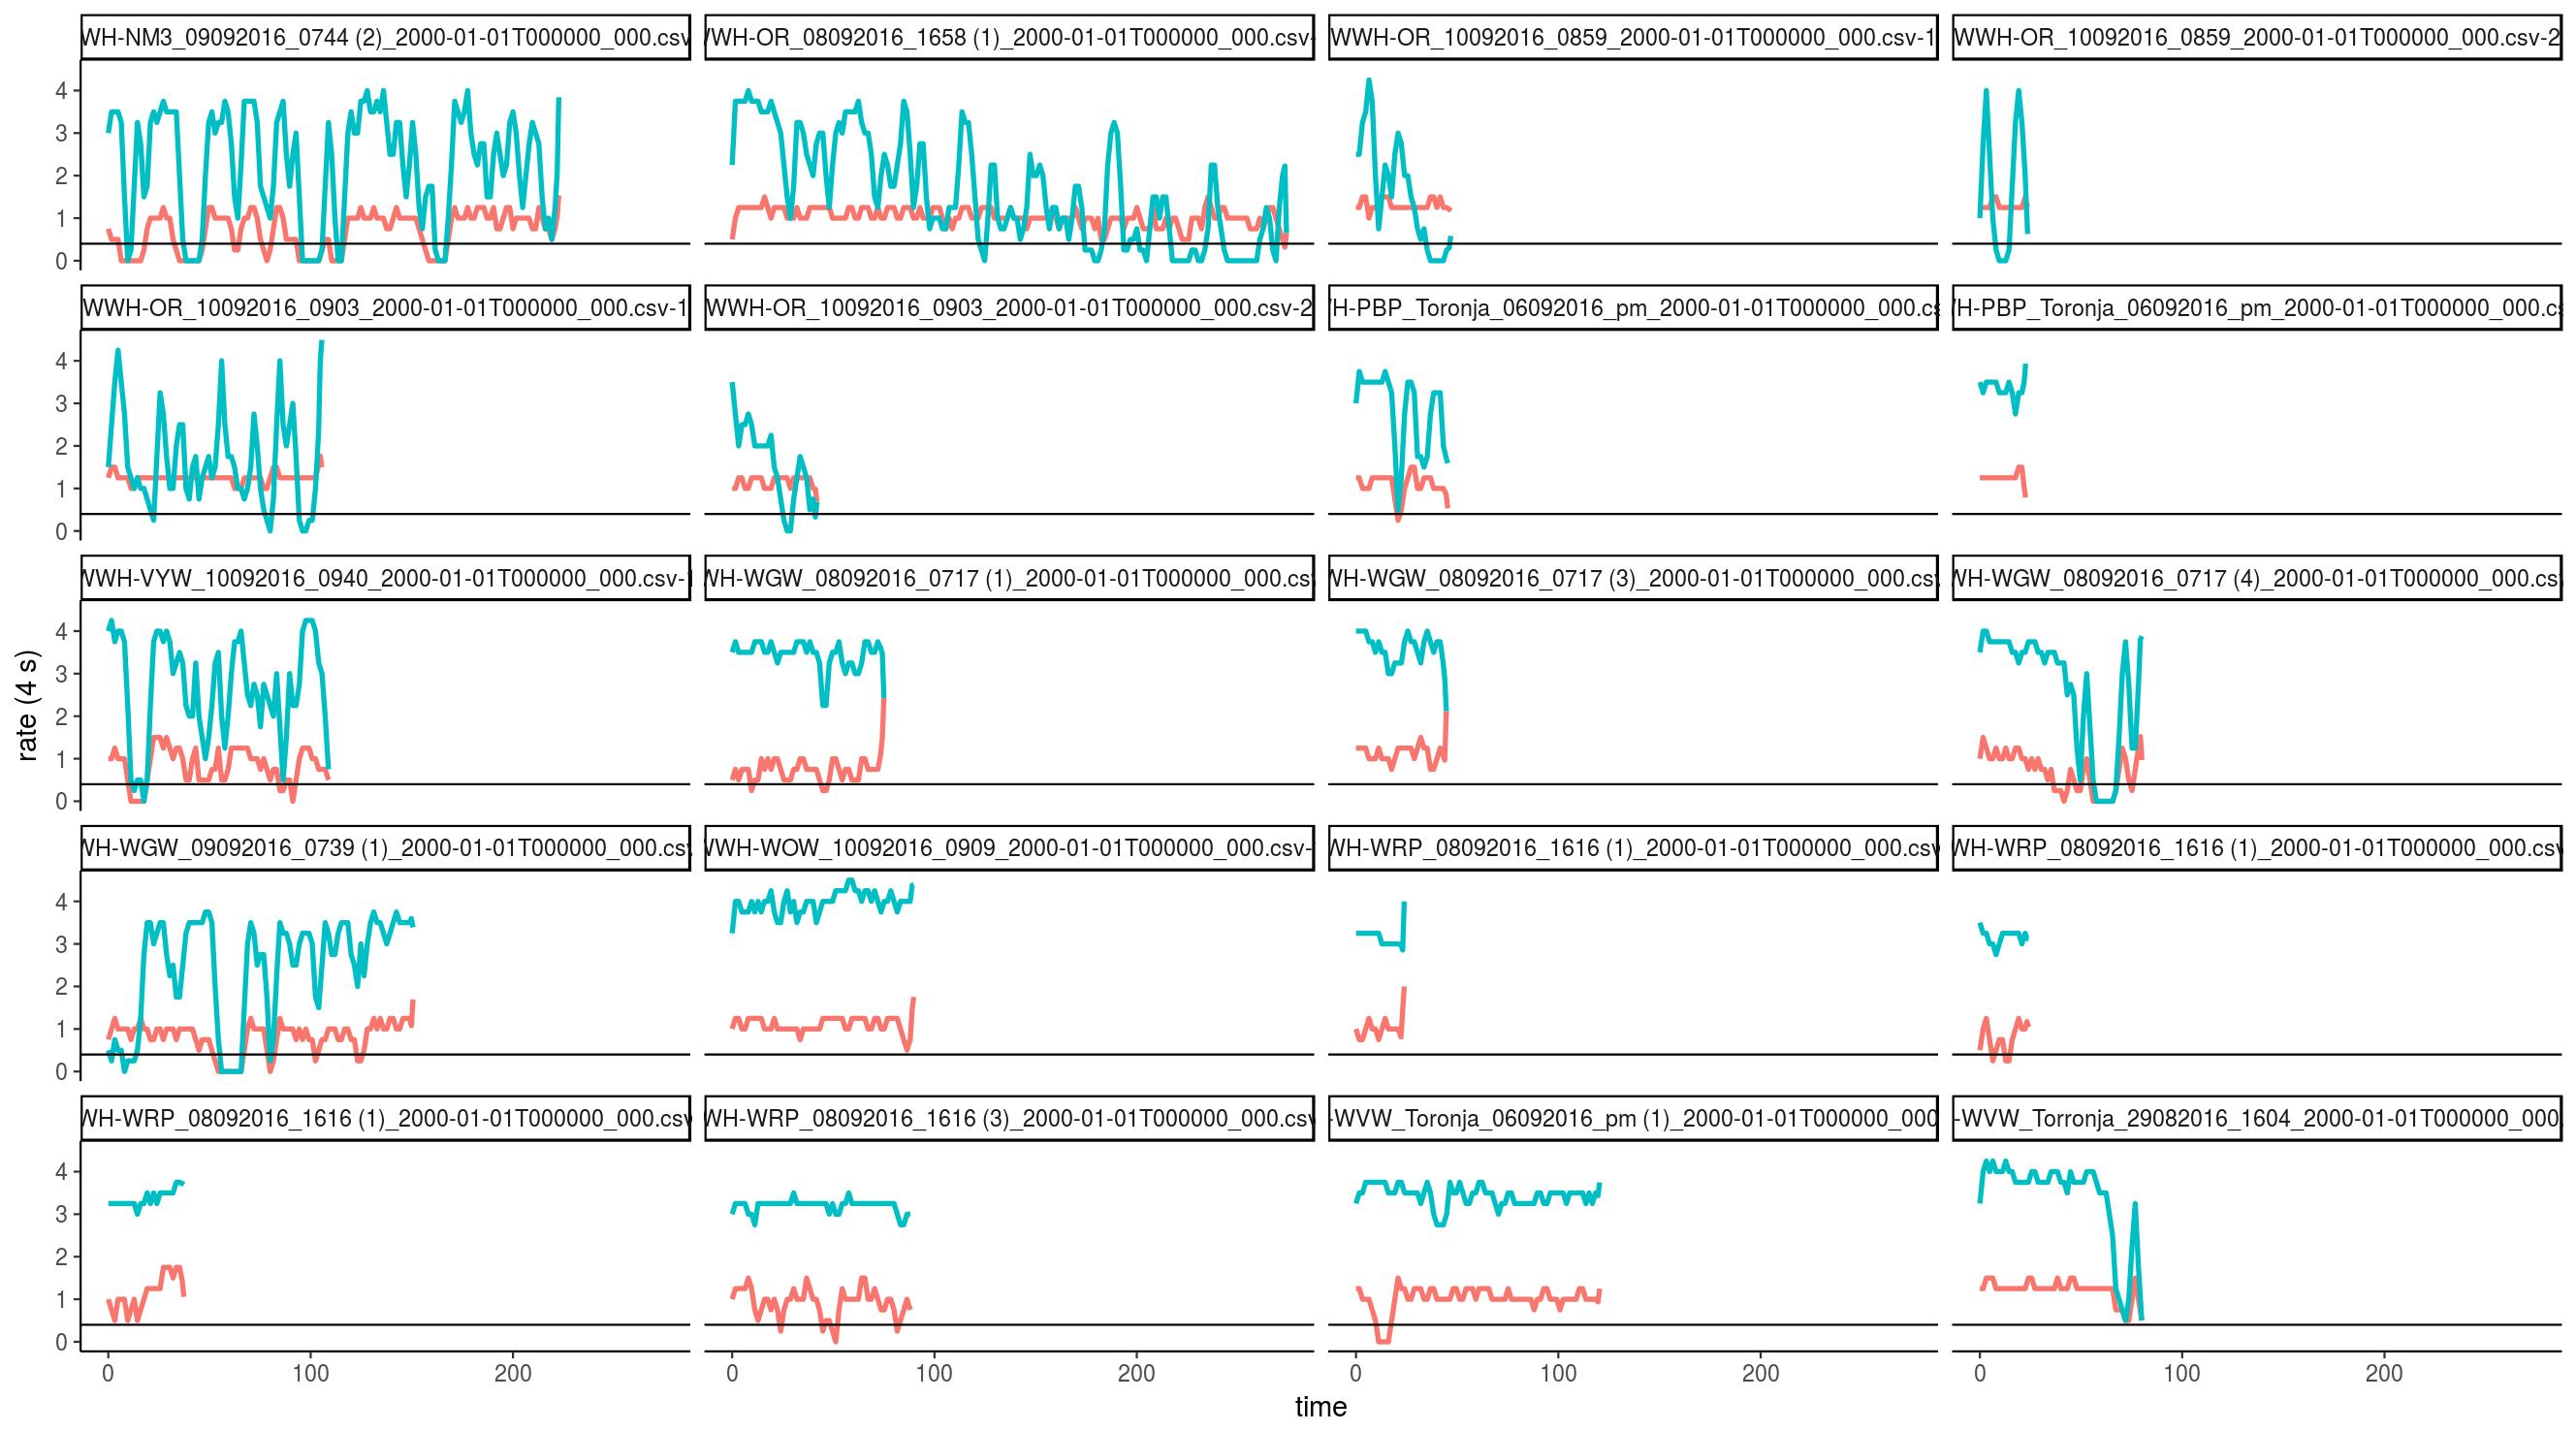 WH-NM3_09092016_0744 (2)_2000-01-01T000000_000.csv
WH-OR_08092016_1658 (1)_2000-01-01T000000_000.csv-
WWH-OR_10092016_0859_2000-01-01T000000_000.csv-1
WWH-OR_10092016_0859_2000-01-01T000000_000.csv-2
4
3
2
1
0
WWH-OR_10092016_0903_2000-01-01T000000_000.csv-1
WWH-OR_10092016_0903_2000-01-01T000000_000.csv-2
H-PBP_Toronja_06092016_pm_2000-01-01T000000_000.cs
H-PBP_Toronja_06092016_pm_2000-01-01T000000_000.cs
4
3
2
1
0
WWH-VYW_10092016_0940_2000-01-01T000000_000.csv-1
WH-WGW_08092016_0717 (1)_2000-01-01T000000_000.csv
WH-WGW_08092016_0717 (3)_2000-01-01T000000_000.csv
WH-WGW_08092016_0717 (4)_2000-01-01T000000_000.csv
rate (4 s)
4
3
2
1
0
WH-WGW_09092016_0739 (1)_2000-01-01T000000_000.csv
WWH-WOW_10092016_0909_2000-01-01T000000_000.csv-
WH-WRP_08092016_1616 (1)_2000-01-01T000000_000.csv
WH-WRP_08092016_1616 (1)_2000-01-01T000000_000.csv
4
3
2
1
0
WH-WRP_08092016_1616 (1)_2000-01-01T000000_000.csv
WH-WRP_08092016_1616 (3)_2000-01-01T000000_000.csv
-WVW_Toronja_06092016_pm (1)_2000-01-01T000000_000
-WVW_Torronja_29082016_1604_2000-01-01T000000_000.
4
3
2
1
0
0 100 200
0 100 200
0 100 200
0 100 200
time